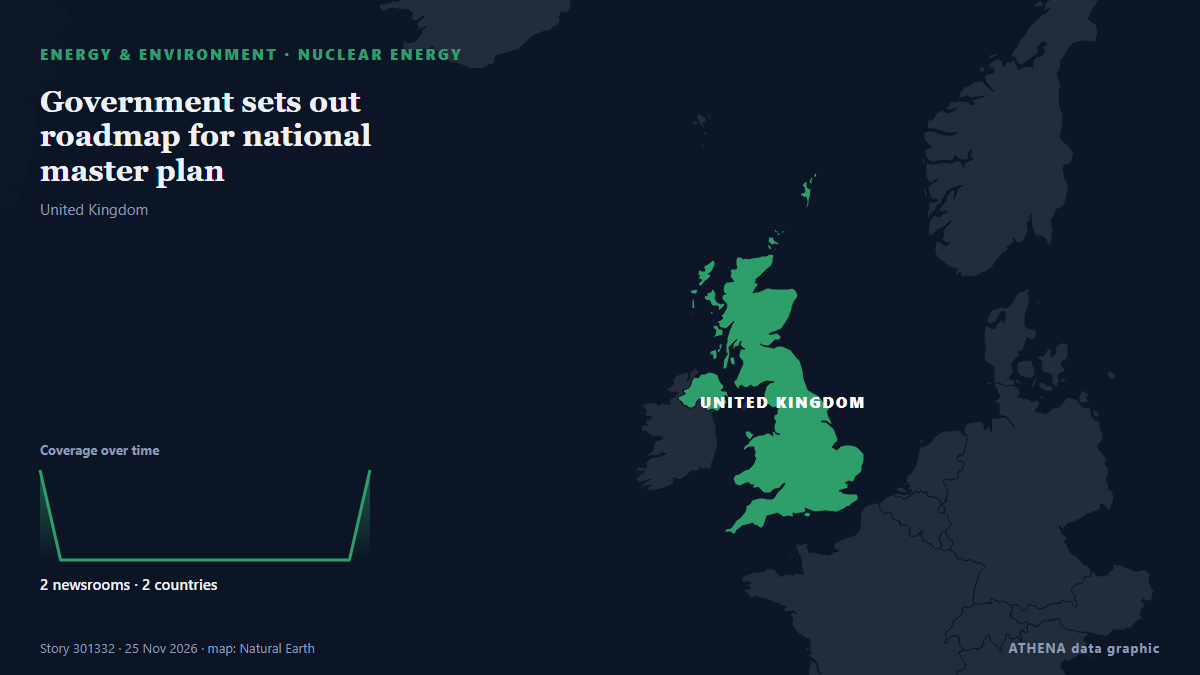 ENERGY & ENVIRONMENT · NUCLEAR ENERGY
Government sets out
roadmap for national
master plan
United Kingdom
UNITED KINGDOM
Coverage over time
2 newsrooms · 2 countries
Story 301332 · 25 Nov 2026 · map: Natural Earth
ATHENA data graphic